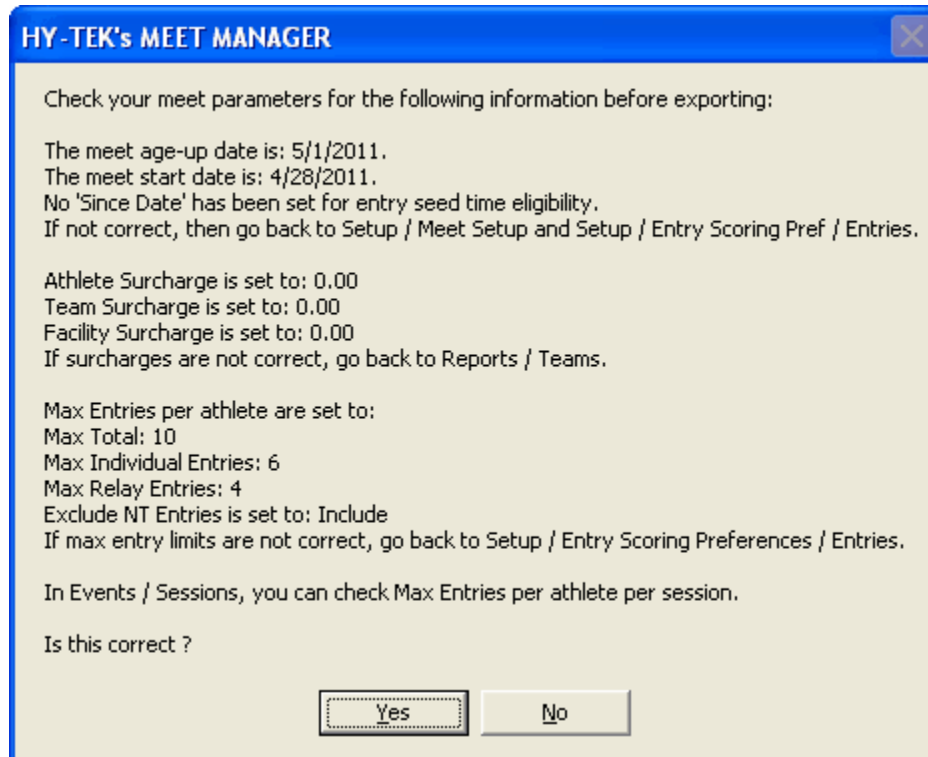 HY-TEK's MEET MANAGER
Check your meet parameters for the following information before exporting:
The meet age-up date is: 5/1/2011.
The meet start date is: 4/28/2011.
No 'Since Date' has been set for entry seed time eligibility.
If not correct, then go back to Setup / Meet Setup and Setup / Entry Scoring Pref / Entries.
Athlete Surcharge is set to: 0.00
Team Surcharge is set to: 0.00
Facility Surcharge is set to: 0.00
If surcharges are not correct, go back to Reports / Teams.
Max Entries per athlete are set to:
Max Total: 10
Max Individual Entries: 6
Max Relay Entries: 4
Exclude NT Entries is set to: Include
If max entry limits are not correct, go back to Setup / Entry Scoring Preferences / Entries.
In Events / Sessions, you can check Max Entries per athlete per session.
Is this correct ?
Yes No